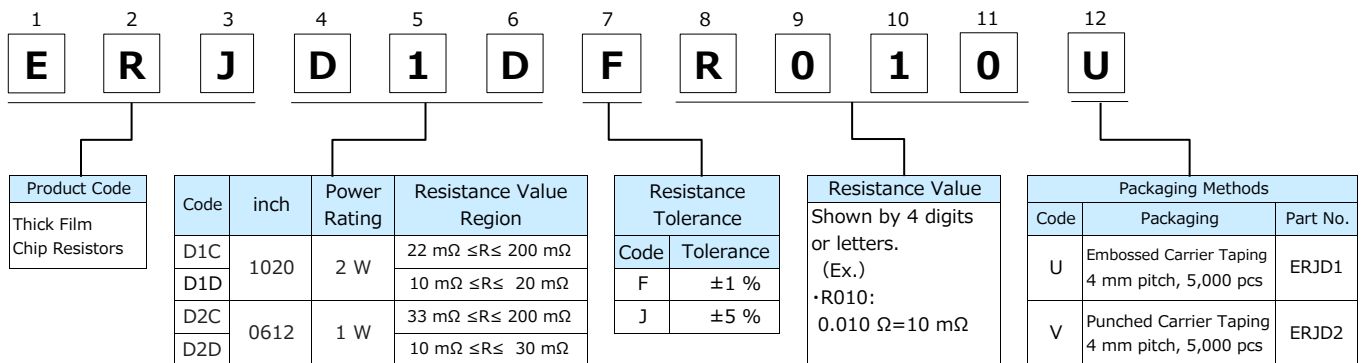 1 2 3 4 5 6 7 8 9 10 11 12
E R J D 1 D F R 0 1 0 U
Product Code
Thick Film
Chip Resistors
Code inch Power Rating Resistance Value Region
D1C 1020 2 W 22 mΩ ≤R≤ 200 mΩ
D1D 10 mΩ ≤R≤ 20 mΩ
D2C 0612 1 W 33 mΩ ≤R≤ 200 mΩ
D2D 10 mΩ ≤R≤ 30 mΩ
Resistance
Tolerance
Code Tolerance
F ±1 %
J ±5 %
Resistance Value
Shown by 4 digits
or letters.
(Ex.)
･R010:
0.010 Ω=10 mΩ
Packaging Methods
Code Packaging Part No.
U Embossed Carrier Taping 4 mm pitch, 5,000 pcs ERJD1
V Punched Carrier Taping 4 mm pitch, 5,000 pcs ERJD2